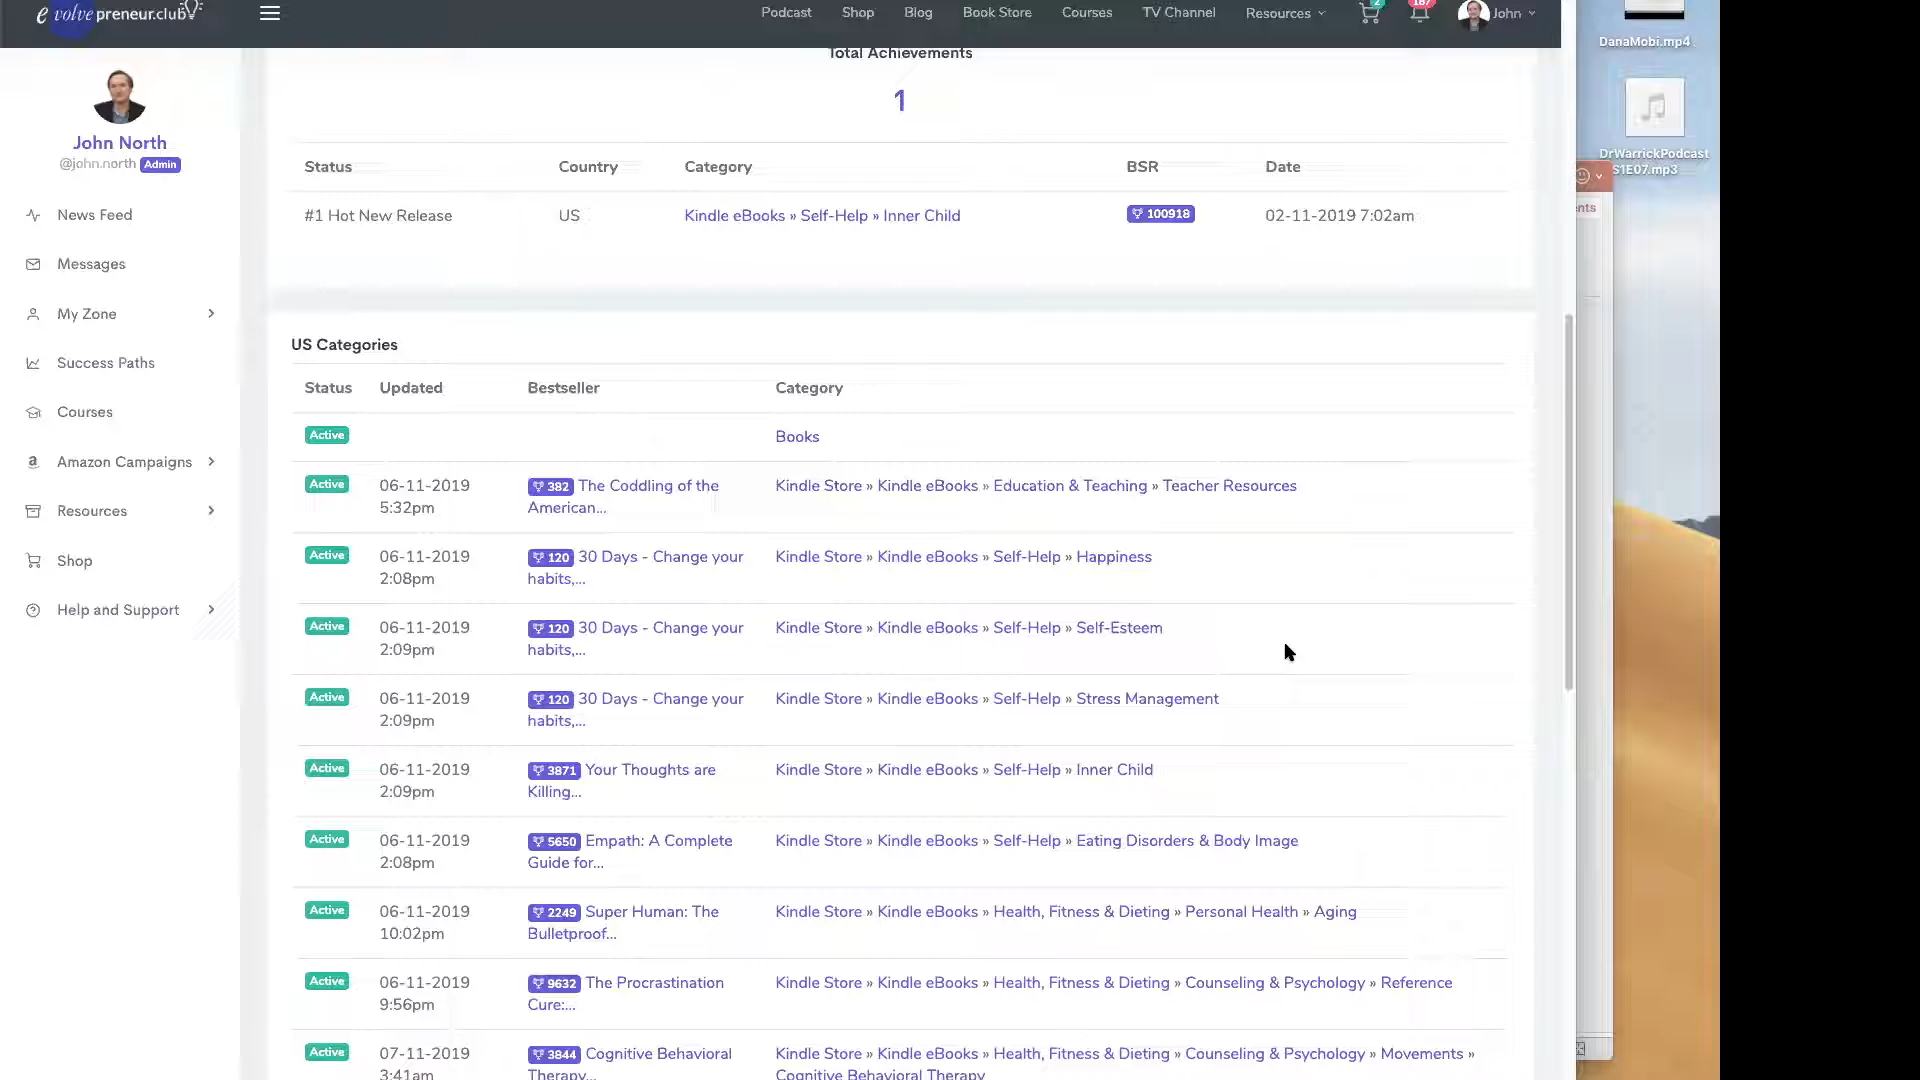 evolvepreneur.club
Podcast Shop Blog Book Store Courses TV Channel Resources 2 187 John
DanaMobi.mp4
Total Achievements
1
John North
@john.north Admin
DrWarrickPodcast
S1E07.mp3
Status Country Category BSR Date
#1 Hot New Release US Kindle eBooks » Self-Help » Inner Child 100918 02-11-2019 7:02am
nts
News Feed
Messages
My Zone
Success Paths
Courses
Amazon Campaigns
Resources
Shop
Help and Support
US Categories
Status Updated Bestseller Category
Active Books
Active 06-11-2019 382 The Coddling of the Kindle Store » Kindle eBooks » Education & Teaching » Teacher Resources
5:32pm American...
Active 06-11-2019 120 30 Days - Change your Kindle Store » Kindle eBooks » Self-Help » Happiness
2:08pm habits,...
Active 06-11-2019 120 30 Days - Change your Kindle Store » Kindle eBooks » Self-Help » Self-Esteem
2:09pm habits,...
Active 06-11-2019 120 30 Days - Change your Kindle Store » Kindle eBooks » Self-Help » Stress Management
2:09pm habits,...
Active 06-11-2019 3871 Your Thoughts are Kindle Store » Kindle eBooks » Self-Help » Inner Child
2:09pm Killing...
Active 06-11-2019 5650 Empath: A Complete Kindle Store » Kindle eBooks » Self-Help » Eating Disorders & Body Image
2:08pm Guide for...
Active 06-11-2019 2249 Super Human: The Kindle Store » Kindle eBooks » Health, Fitness & Dieting » Personal Health » Aging
10:02pm Bulletproof...
Active 06-11-2019 9632 The Procrastination Kindle Store » Kindle eBooks » Health, Fitness & Dieting » Counseling & Psychology » Reference
9:56pm Cure:...
Active 07-11-2019 3844 Cognitive Behavioral Kindle Store » Kindle eBooks » Health, Fitness & Dieting » Counseling & Psychology » Movements »
3:41am Therapy... Cognitive Behavioral Therapy